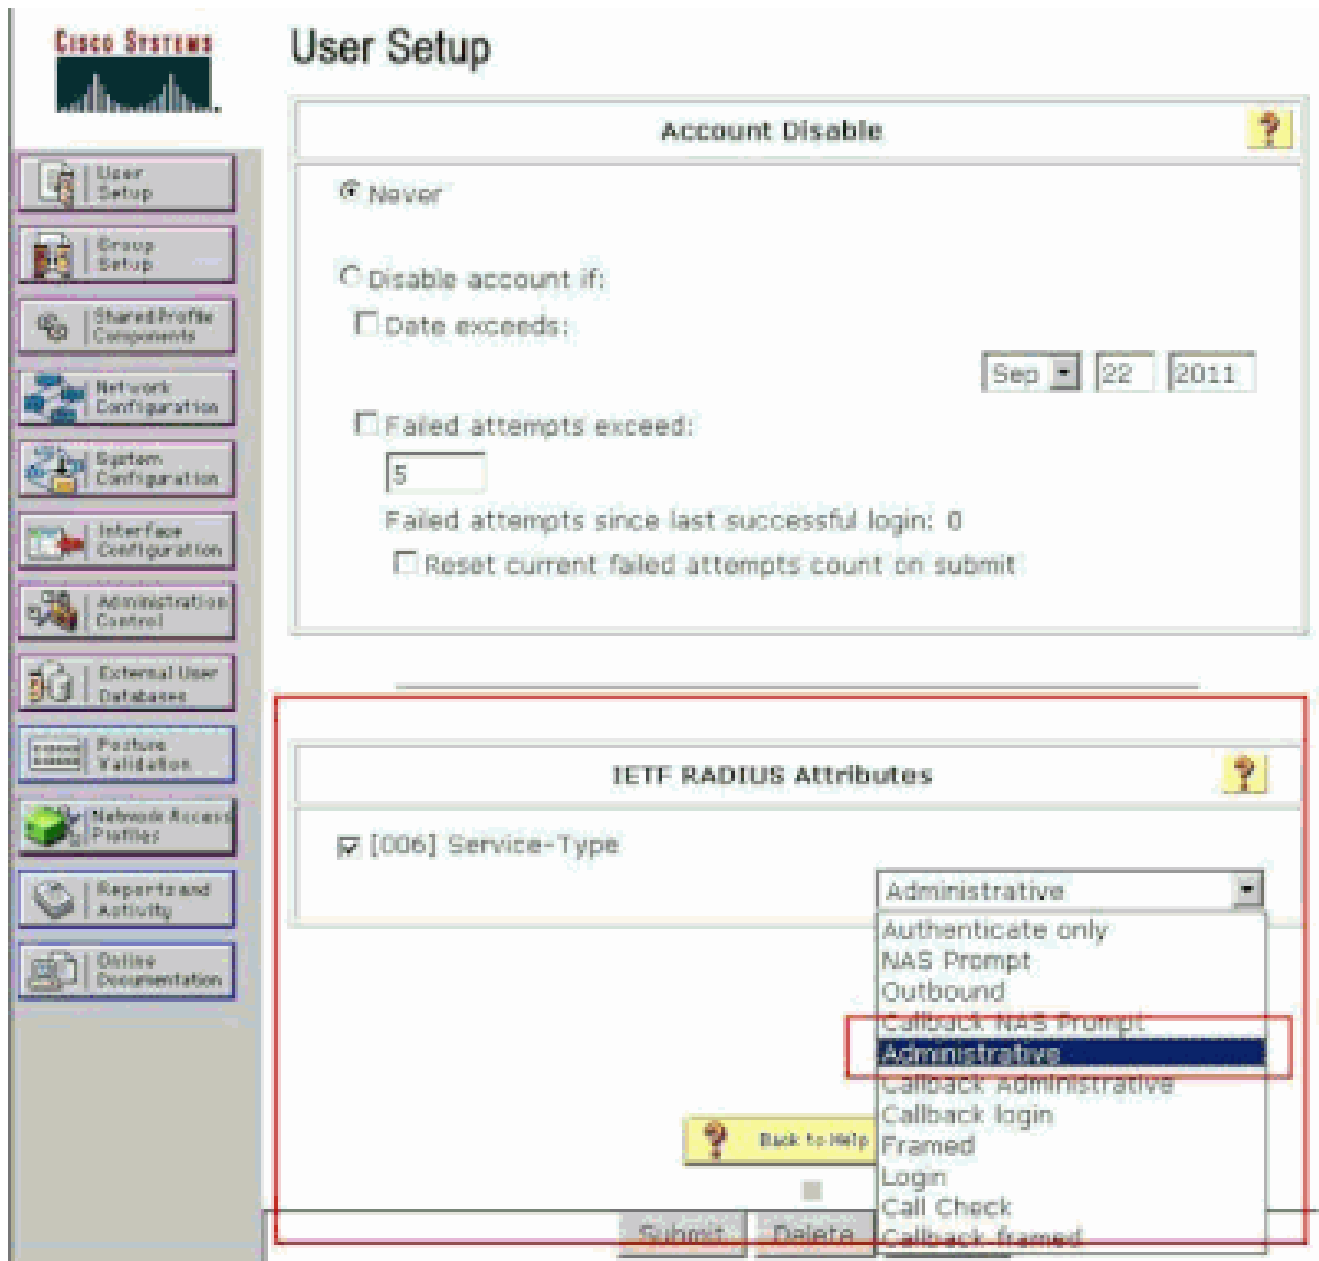 CISCO SYSTEMS
User Setup
Group Setup
Shared Profile Components
Network Configuration
System Configuration
Interface Configuration
Administration Control
External User Databases
Posture Validation
Network Access Profiles
Reports and Activity
Online Documentation
User Setup
Account Disable
Never
Disable account if:
Date exceeds:
Sep 22 2011
Failed attempts exceed:
5
Failed attempts since last successful login: 0
Reset current failed attempts count on submit
IETF RADIUS Attributes
[006] Service-Type
Administrative
Authenticate only
NAS Prompt
Outbound
Callback NAS Prompt
Administrative
Callback Administrative
Callback login
Framed
Login
Call Check
Callback framed
Back to Help
Submit
Delete